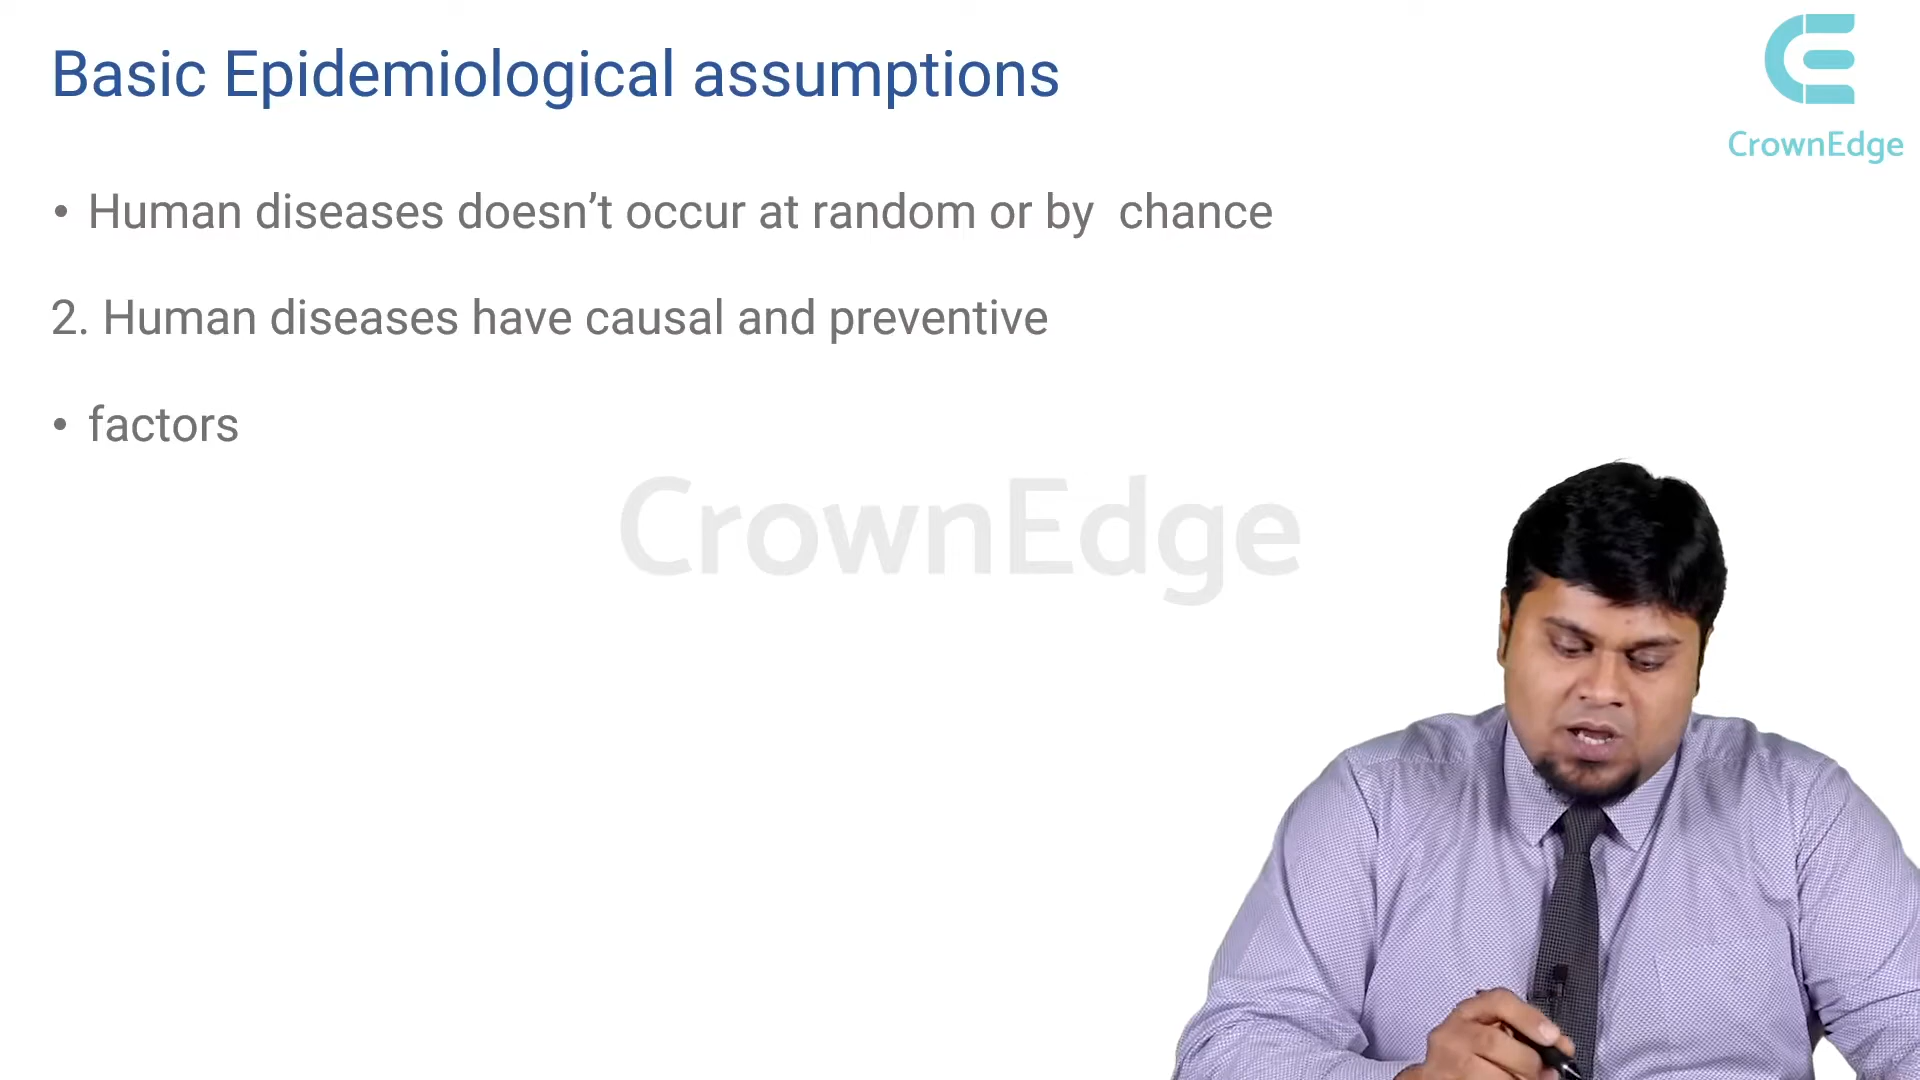 Basic Epidemiological assumptions
CrownEdge
• Human diseases doesn’t occur at random or by  chance
2. Human diseases have causal and preventive
• factors
CrownEdge